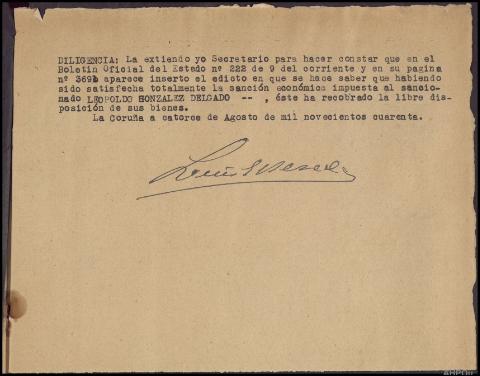 DILIGENCIA: La extiendo yo Secretario para hacer constar que en el
Boletin Oficial del Estado nº 222 de 9 del corriente y en su pagina
nº 369b aparece inserto el edicto en que se hace saber que habiendo
sido satisfecha totalmente la sanción económica impuesta al sancio-
nado LEOPOLDO GONZALEZ DELGADO -- , éste ha recobrado la libre dis-
posición de sus bienes.
La Coruña a catorce de Agosto de mil novecientos cuarenta.